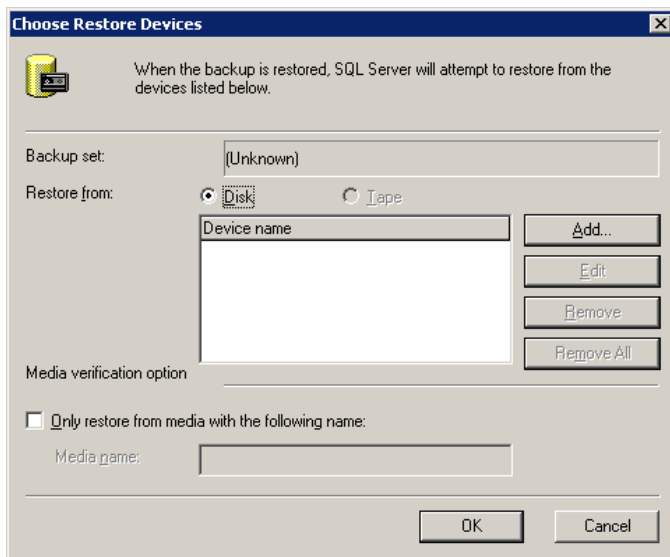 Choose Restore Devices
When the backup is restored, SQL Server will attempt to restore from the
devices listed below.
Backup set: (Unknown)
Restore from: Disk Tape
Device name
Add...
Edit
Remove
Remove All
Media verification option
Only restore from media with the following name:
Media name:
OK Cancel